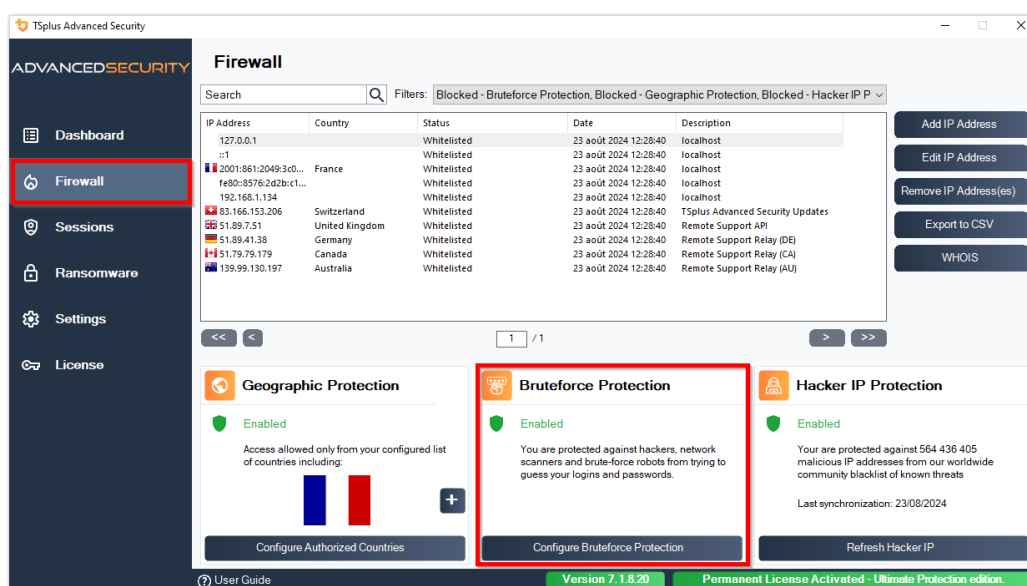 TSplus Advanced Security
ADVANCEDSECURITY
Dashboard
Firewall
Sessions
Ransomware
Settings
License
Firewall
Search
Filters: Blocked - Bruteforce Protection, Blocked - Geographic Protection, Blocked - Hacker IP P
IP Address Country Status Date Description
127.0.0.1 Whitelisted 23 août 2024 12:28:40 localhost
::1 Whitelisted 23 août 2024 12:28:40 localhost
2001:861:2049:3c0... France Whitelisted 23 août 2024 12:28:40 localhost
fe80::8576:2d2b:c1... Whitelisted 23 août 2024 12:28:40 localhost
192.168.1.134 Whitelisted 23 août 2024 12:28:40 localhost
83.166.153.206 Switzerland Whitelisted 23 août 2024 12:28:40 TSplus Advanced Security Updates
51.89.7.51 United Kingdom Whitelisted 23 août 2024 12:28:40 Remote Support API
51.89.41.38 Germany Whitelisted 23 août 2024 12:28:40 Remote Support Relay (DE)
51.79.79.179 Canada Whitelisted 23 août 2024 12:28:40 Remote Support Relay (CA)
139.99.130.197 Australia Whitelisted 23 août 2024 12:28:40 Remote Support Relay (AU)
Add IP Address
Edit IP Address
Remove IP Address(es)
Export to CSV
WHOIS
<< < 1 / 1 > >>
Geographic Protection
Enabled
Access allowed only from your configured list
of countries including:
+
Configure Authorized Countries
Bruteforce Protection
Enabled
You are protected against hackers, network
scanners and brute-force robots from trying to
guess your logins and passwords.
Configure Bruteforce Protection
Hacker IP Protection
Enabled
Your are protected against 564 436 405
malicious IP addresses from our worldwide
community blacklist of known threats
Last synchronization: 23/08/2024
Refresh Hacker IP
? User Guide
Version 7.1.8.20
Permanent License Activated - Ultimate Protection edition.